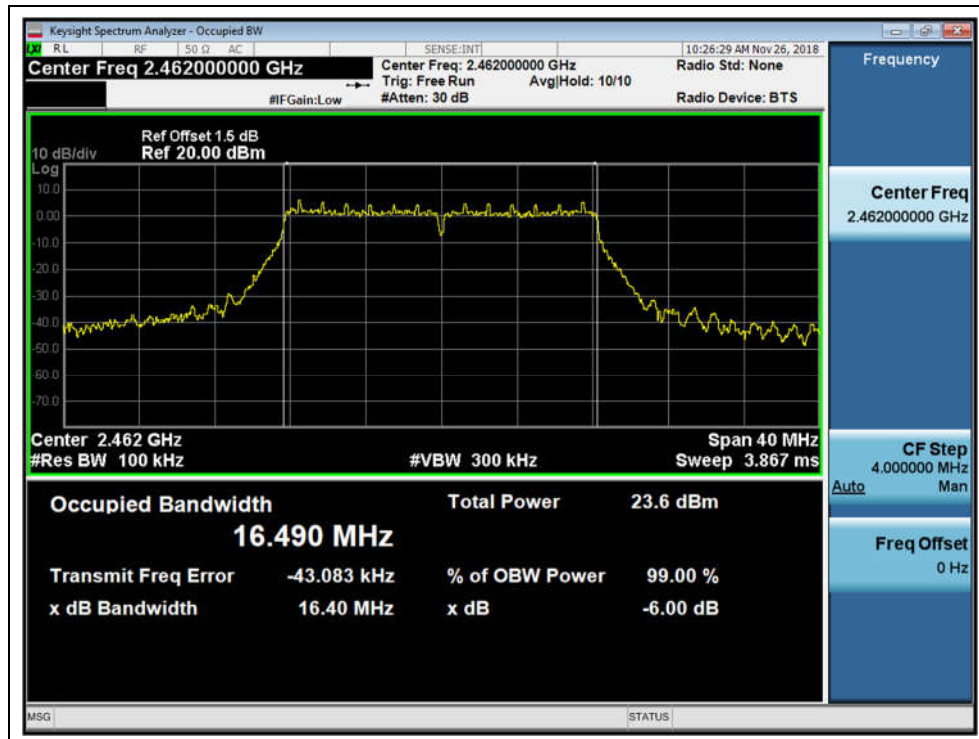 Keysight Spectrum Analyzer - Occupied BW
LXI RL RF 50 Ω AC SENSE:INT 10:26:29 AM Nov 26, 2018
Center Freq 2.462000000 GHz
Center Freq: 2.462000000 GHz
Radio Std: None
Trig: Free Run Avg|Hold: 10/10
#IFGain:Low
#Atten: 30 dB
Radio Device: BTS
Ref Offset 1.5 dB
10 dB/div Ref 20.00 dBm
Log
10.0
0.00
-10.0
-20.0
-30.0
-40.0
-50.0
-60.0
-70.0
Center 2.462 GHz Span 40 MHz
#Res BW 100 kHz #VBW 300 kHz Sweep 3.867 ms
Occupied Bandwidth
16.490 MHz
Total Power 23.6 dBm
Transmit Freq Error -43.083 kHz % of OBW Power 99.00 %
x dB Bandwidth 16.40 MHz x dB -6.00 dB
MSG STATUS
Frequency
Center Freq
2.462000000 GHz
CF Step
4.000000 MHz
Auto Man
Freq Offset
0 Hz